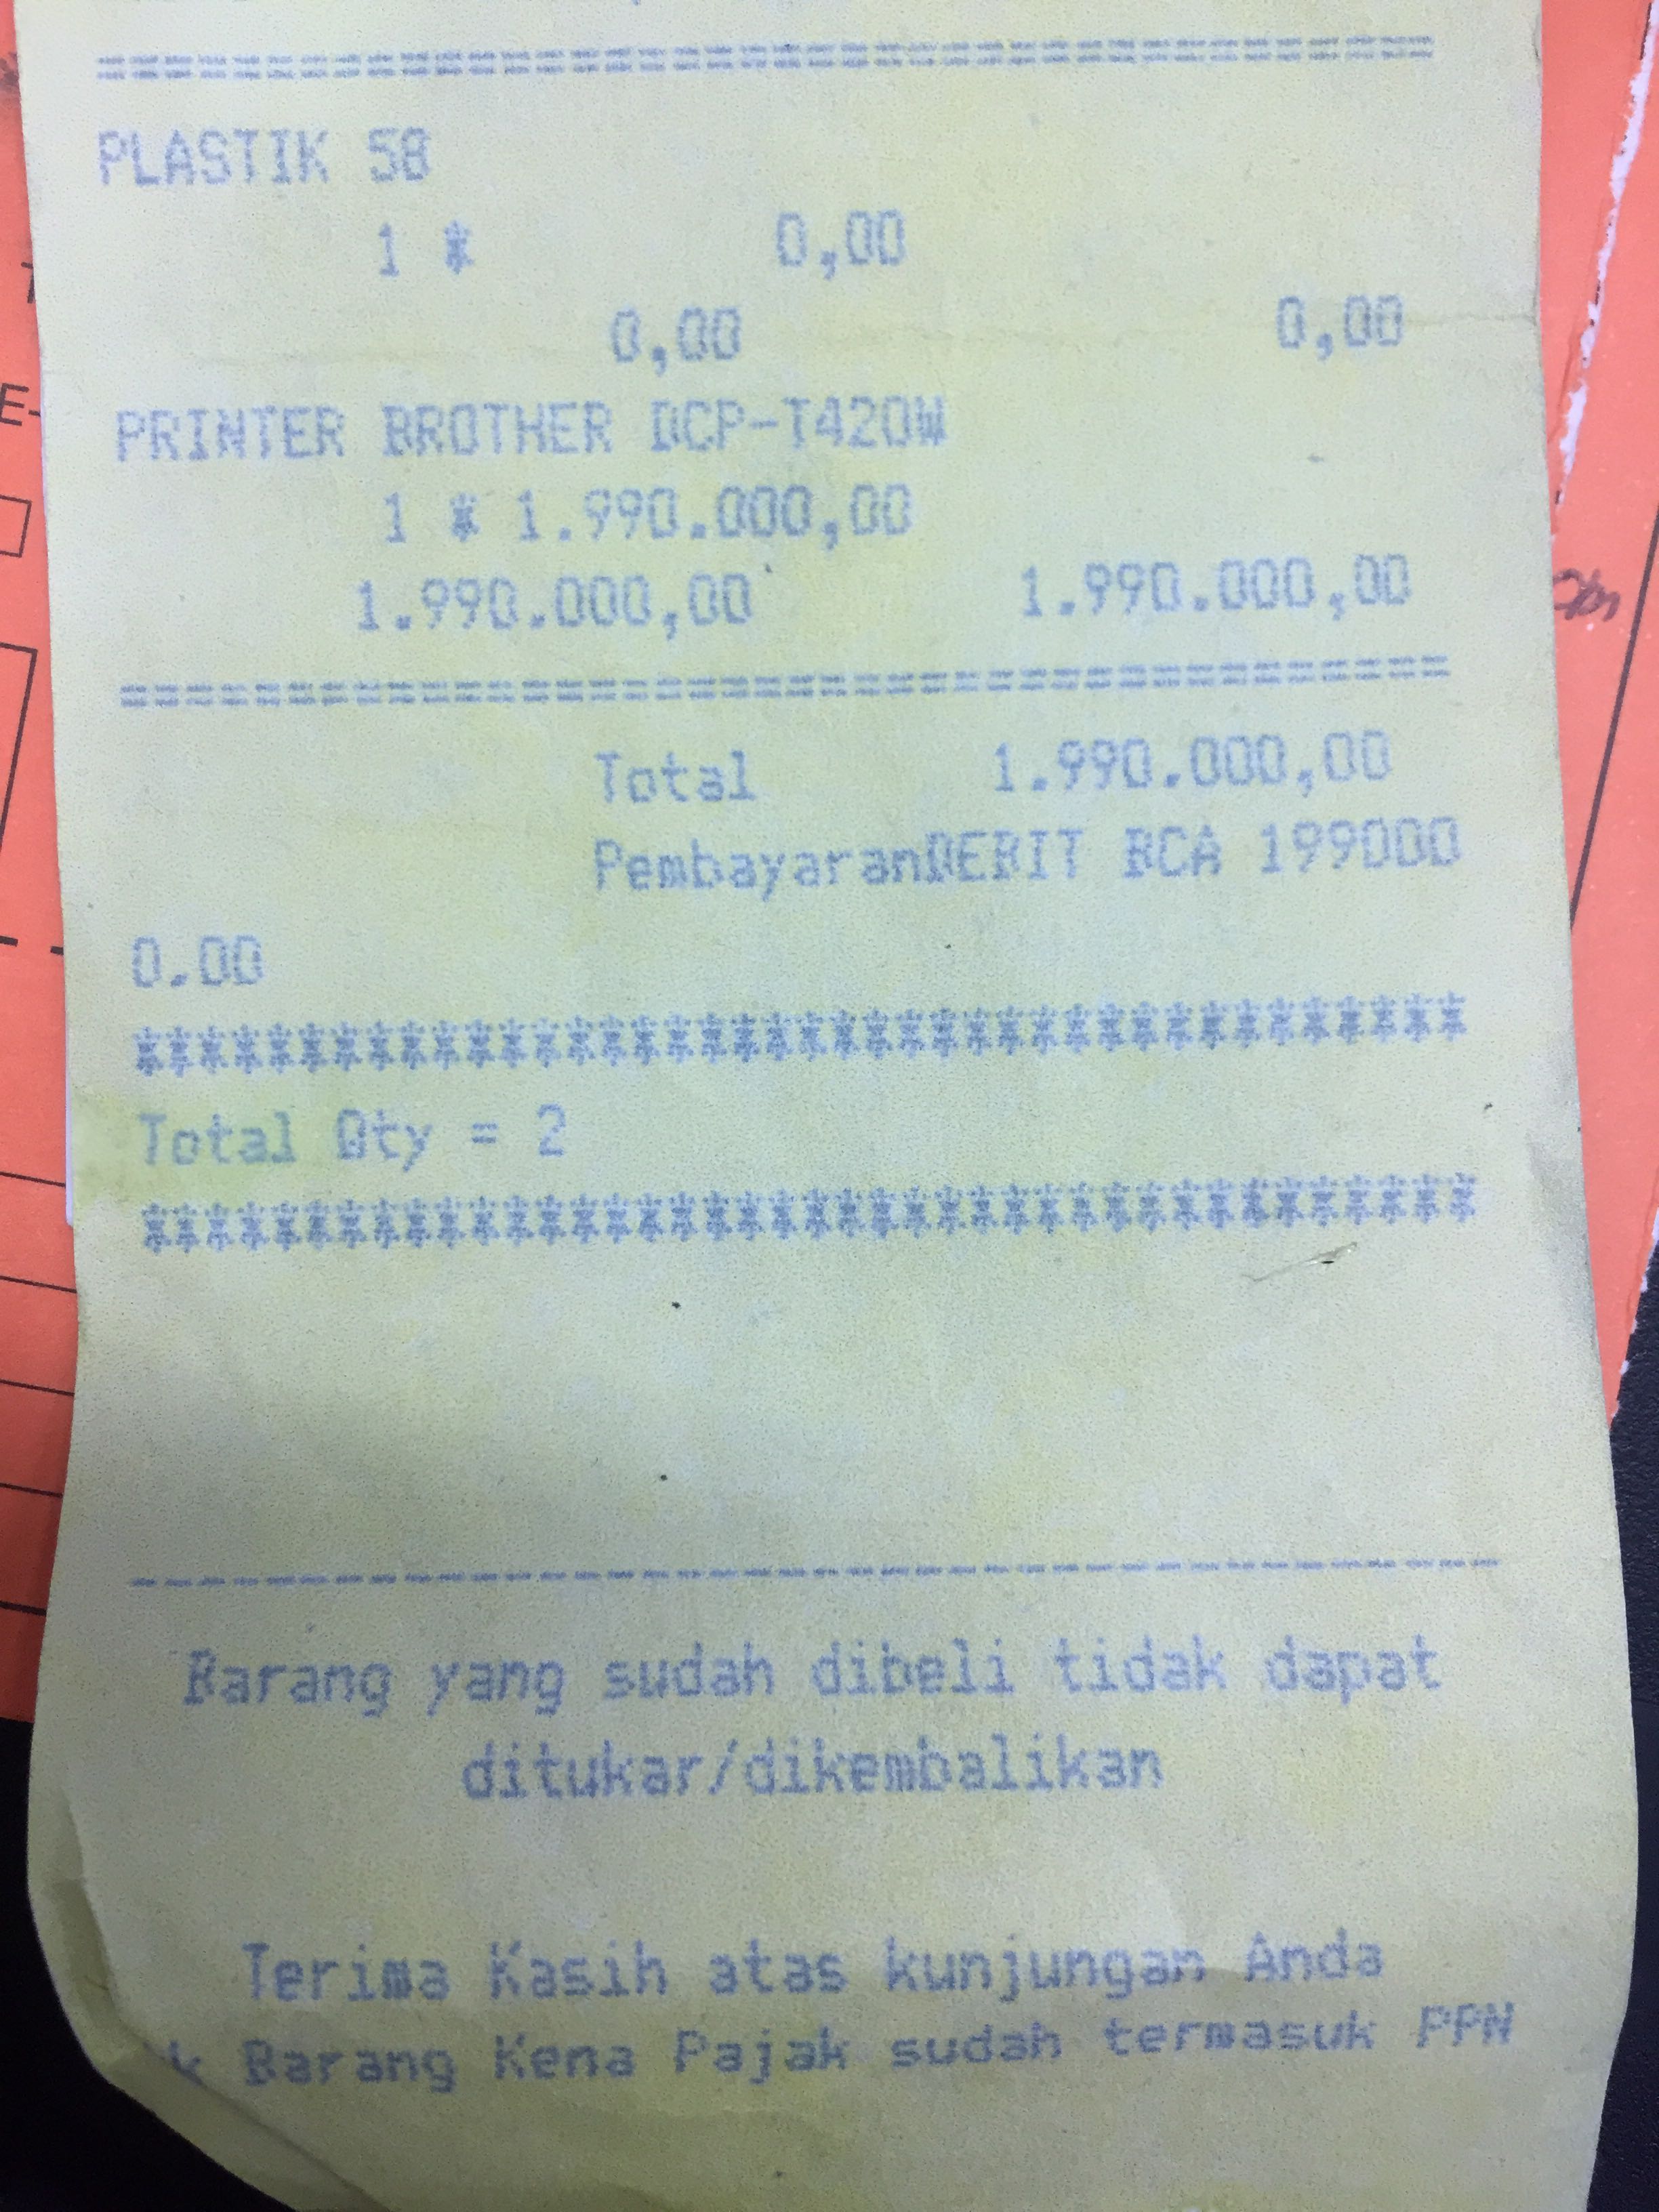 ================================
PLASTIK 58
1 * 0,00
0,00 0,00
PRINTER BROTHER DCP-T420W
1 * 1.990.000,00
1.990.000,00 1.990.000,00
================================
Total 1.990.000,00
PembayaranDEBIT BCA 199000
0.00
****************************************
Total Qty = 2
****************************************
----------------------------------------
Barang yang sudah dibeli tidak dapat
ditukar/dikembalikan
Terima Kasih atas kunjungan Anda
k Barang Kena Pajak sudah termasuk PPN